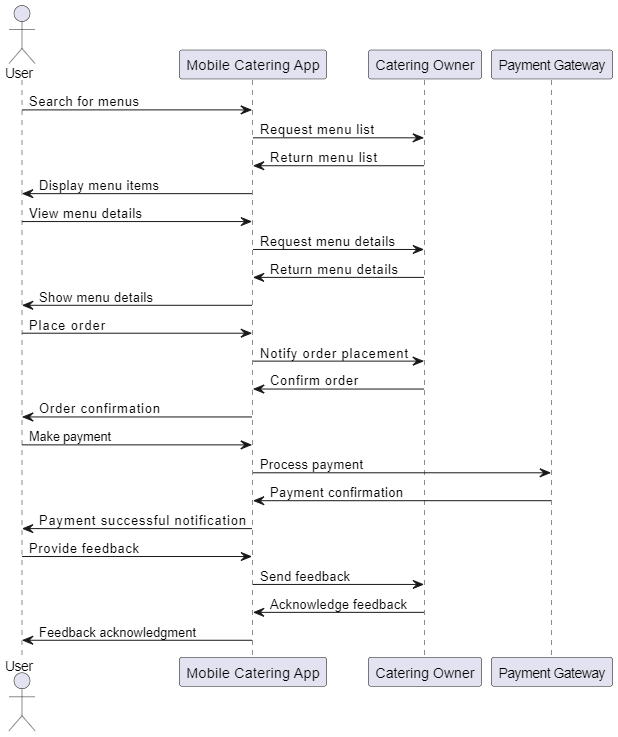 User
Mobile Catering App
Catering Owner
Payment Gateway
Search for menus
Request menu list
Return menu list
Display menu items
View menu details
Request menu details
Return menu details
Show menu details
Place order
Notify order placement
Confirm order
Order confirmation
Make payment
Process payment
Payment confirmation
Payment successful notification
Provide feedback
Send feedback
Acknowledge feedback
Feedback acknowledgment
User
Mobile Catering App
Catering Owner
Payment Gateway